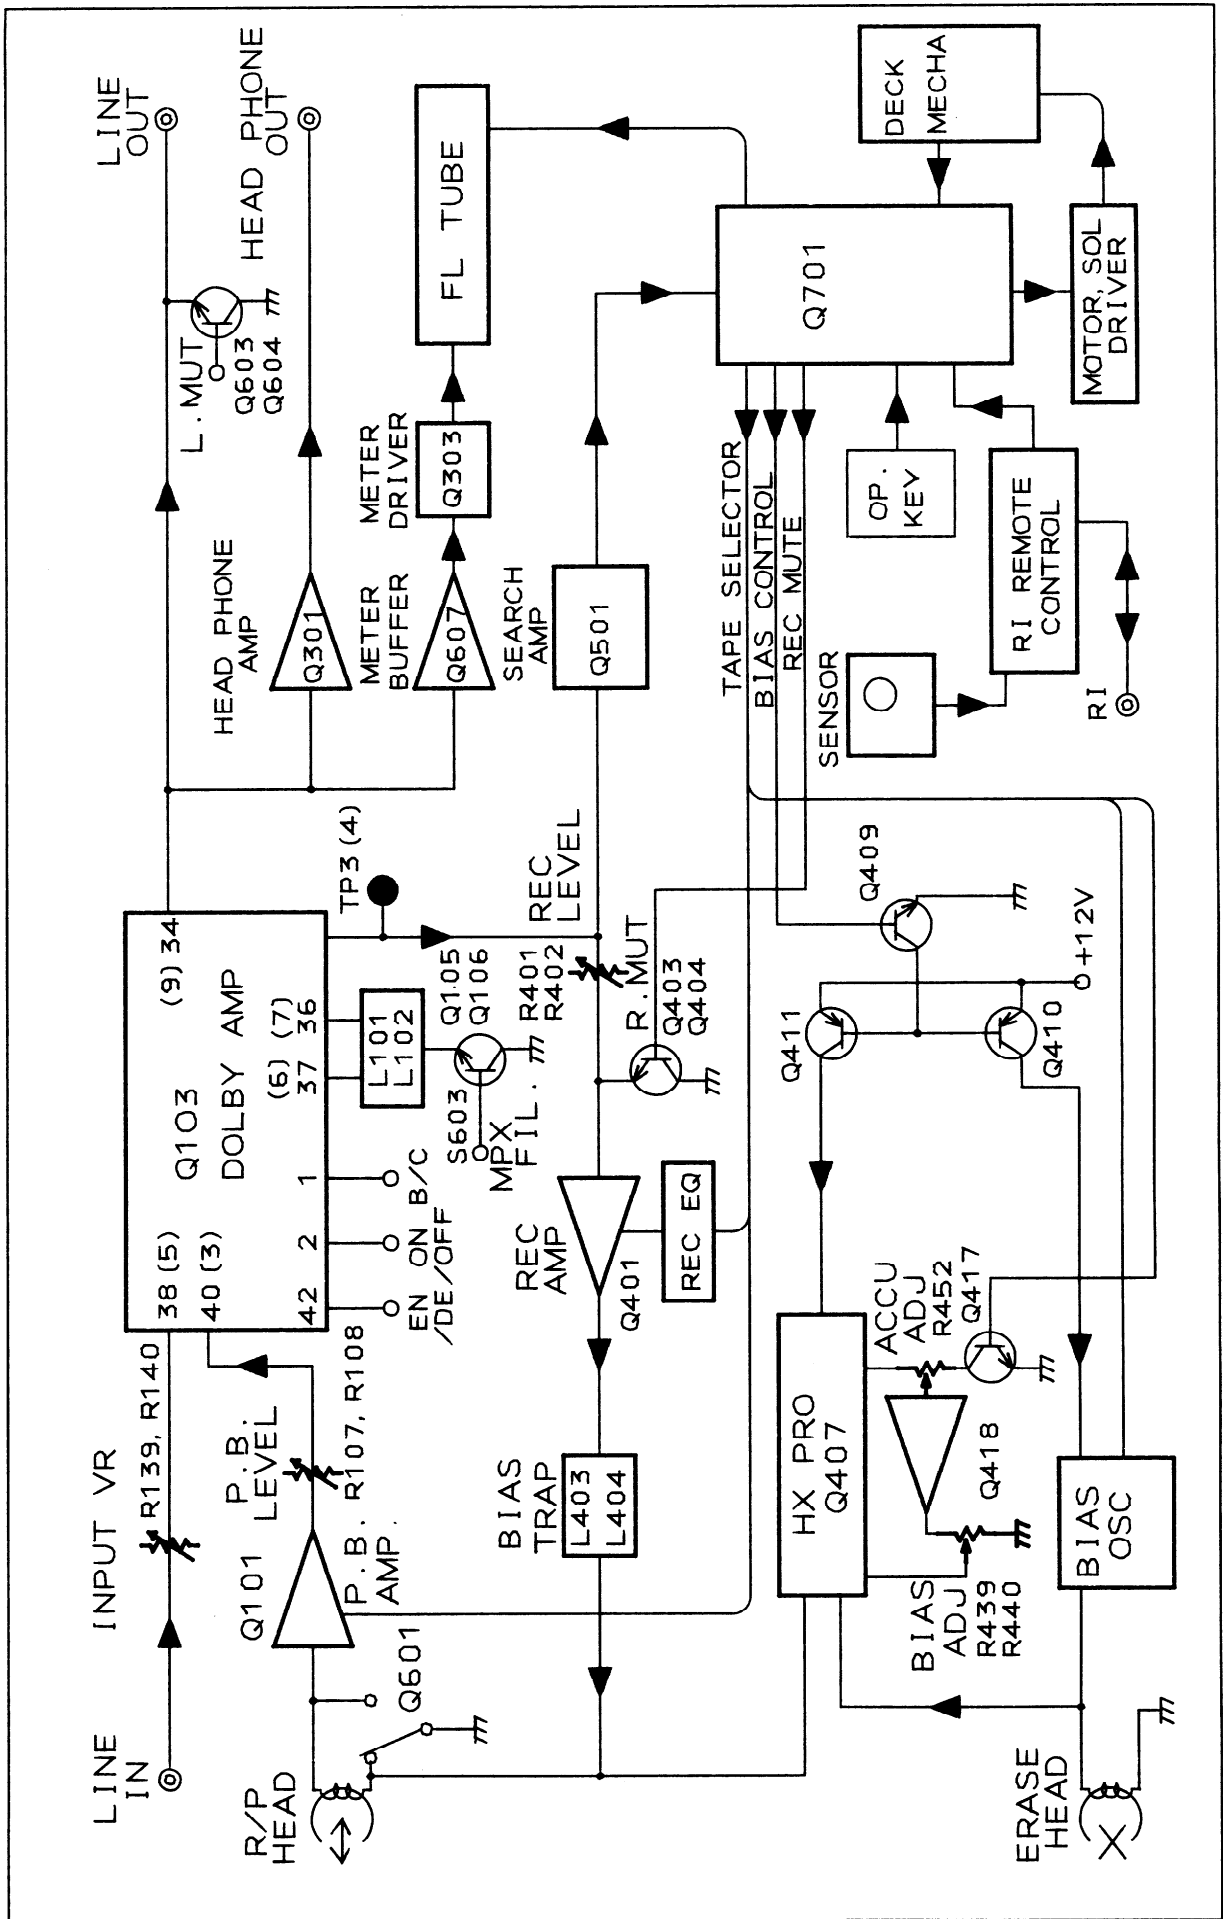 LINE
IN
INPUT VR
R139, R140
R/P
HEAD
Q101
P.B.
LEVEL
R107, R108
P.B.
AMP.
Q601
38 (5)
40 (3)
Q103
DOLBY AMP
(9) 34
42
2
1
(6)
37
(7)
36
EN
/DE/OFF
ON
B/C
L101
L102
S603
MPX
FIL.
Q105
Q106
TP3 (4)
LINE
OUT
L.MUT
Q603
Q604
HEAD PHONE
OUT
HEAD PHONE
AMP
Q301
METER
BUFFER
Q607
METER
DRIVER
Q303
FL TUBE
SEARCH
AMP
Q501
REC
LEVEL
R401
R402
R.MUT
Q403
Q404
REC
AMP
Q401
REC EQ
BIAS
TRAP
L403
L404
TAPE SELECTOR
BIAS CONTROL
REC MUTE
Q701
DECK
MECHA
MOTOR, SOL
DRIVER
OP.
KEY
RI REMOTE
CONTROL
SENSOR
RI
Q409
Q411
Q410
+12V
HX PRO
Q407
ACCU
ADJ
R452
Q417
Q418
BIAS
ADJ
R439
R440
BIAS
OSC
ERASE
HEAD